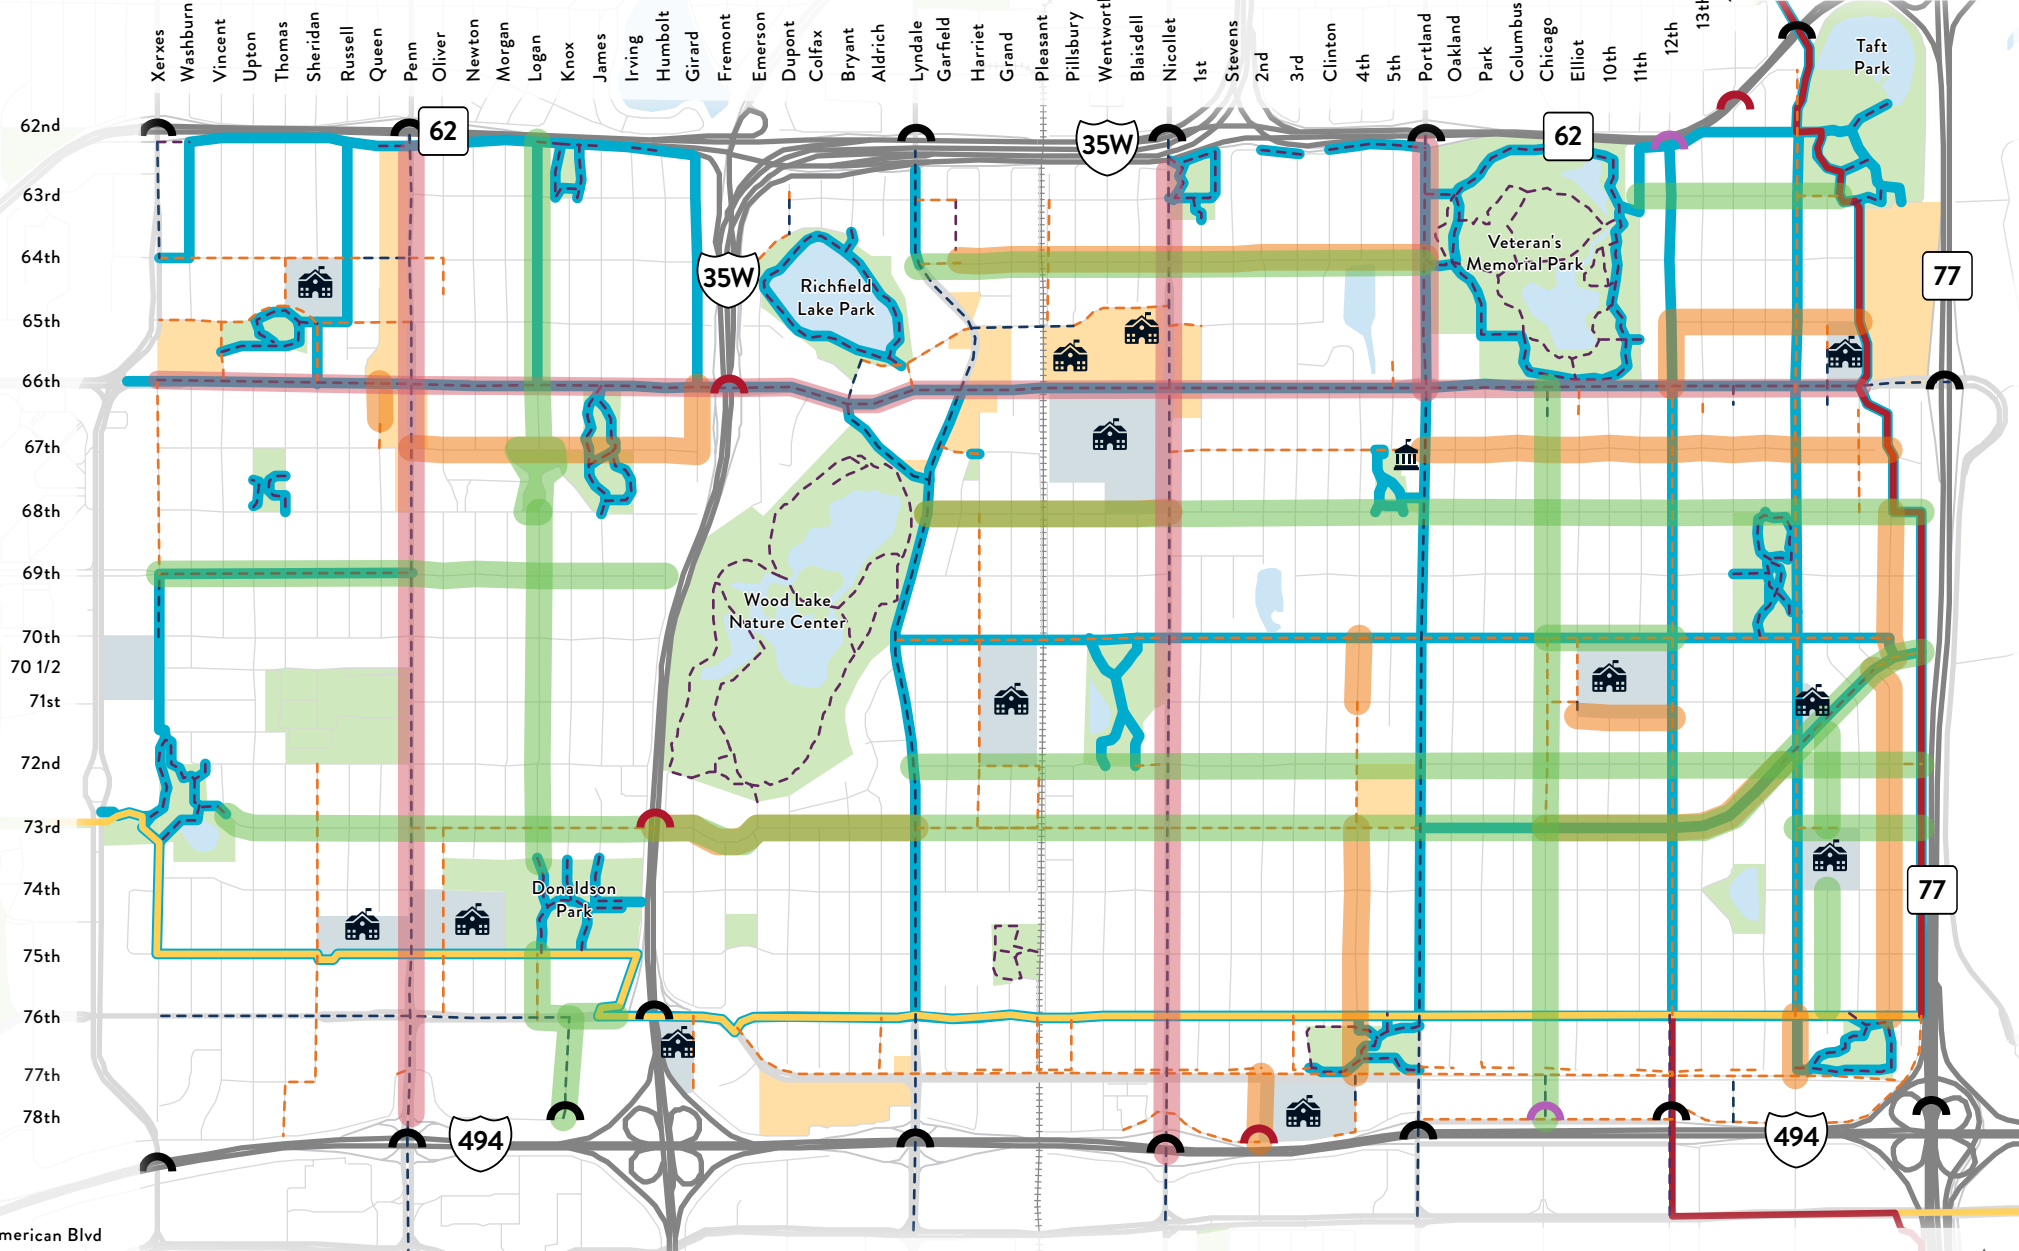 Xerxes
Washburn
Vincent
Upton
Thomas
Sheridan
Russell
Queen
Penn
Oliver
Newton
Morgan
Logan
Knox
James
Irving
Humbolt
Girard
Fremont
Emerson
Dupont
Colfax
Bryant
Aldrich
Lyndale
Garfield
Harriet
Grand
Pleasant
Pillsbury
Wentworth
Blaisdell
Nicollet
1st
Stevens
2nd
3rd
Clinton
4th
5th
Portland
Oakland
Park
Columbus
Chicago
Elliot
10th
11th
12th
13th
Taft
Park
62nd
62
35W
62
63rd
Veteran's
Memorial Park
64th
35W
77
Richfield
Lake Park
65th
66th
67th
68th
69th
Wood Lake
Nature Center
70th
70 1/2
71st
72nd
73rd
74th
Donaldson
Park
77
75th
76th
77th
78th
494
494
merican Blvd